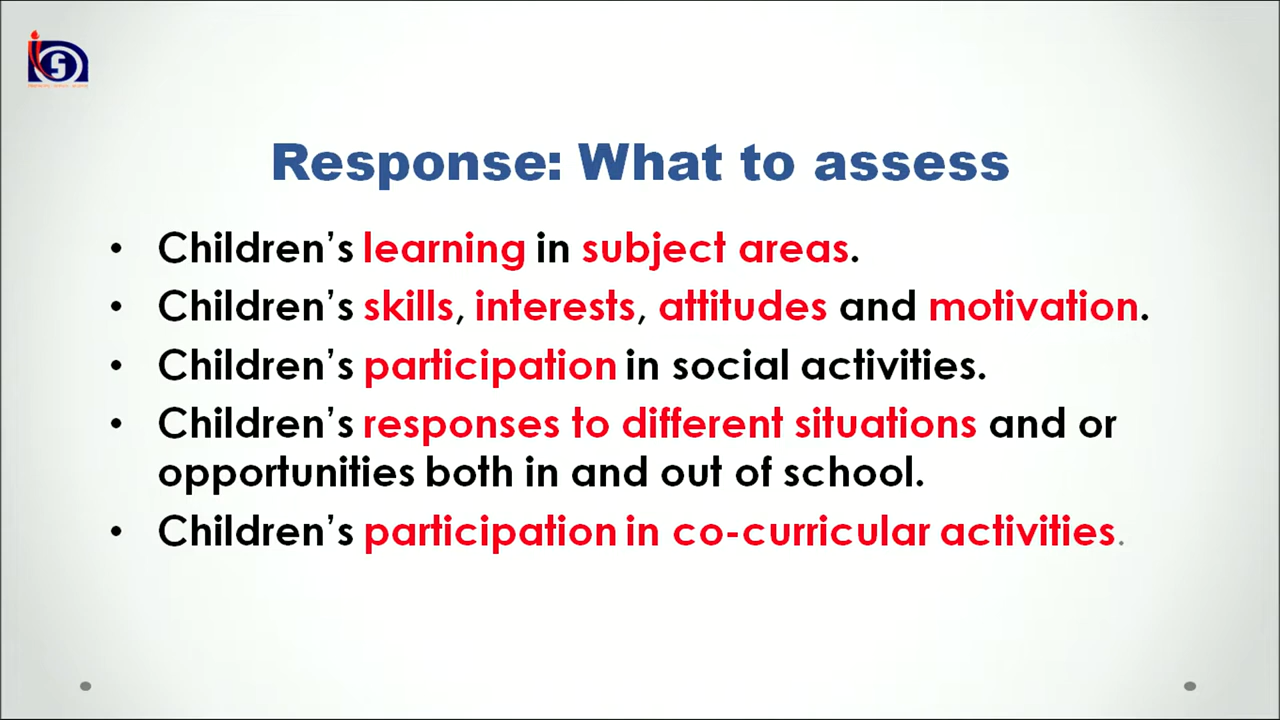 Response: What to assess
• Children's learning in subject areas.
• Children's skills, interests, attitudes and motivation.
• Children's participation in social activities.
• Children's responses to different situations and or
opportunities both in and out of school.
• Children's participation in co-curricular activities.